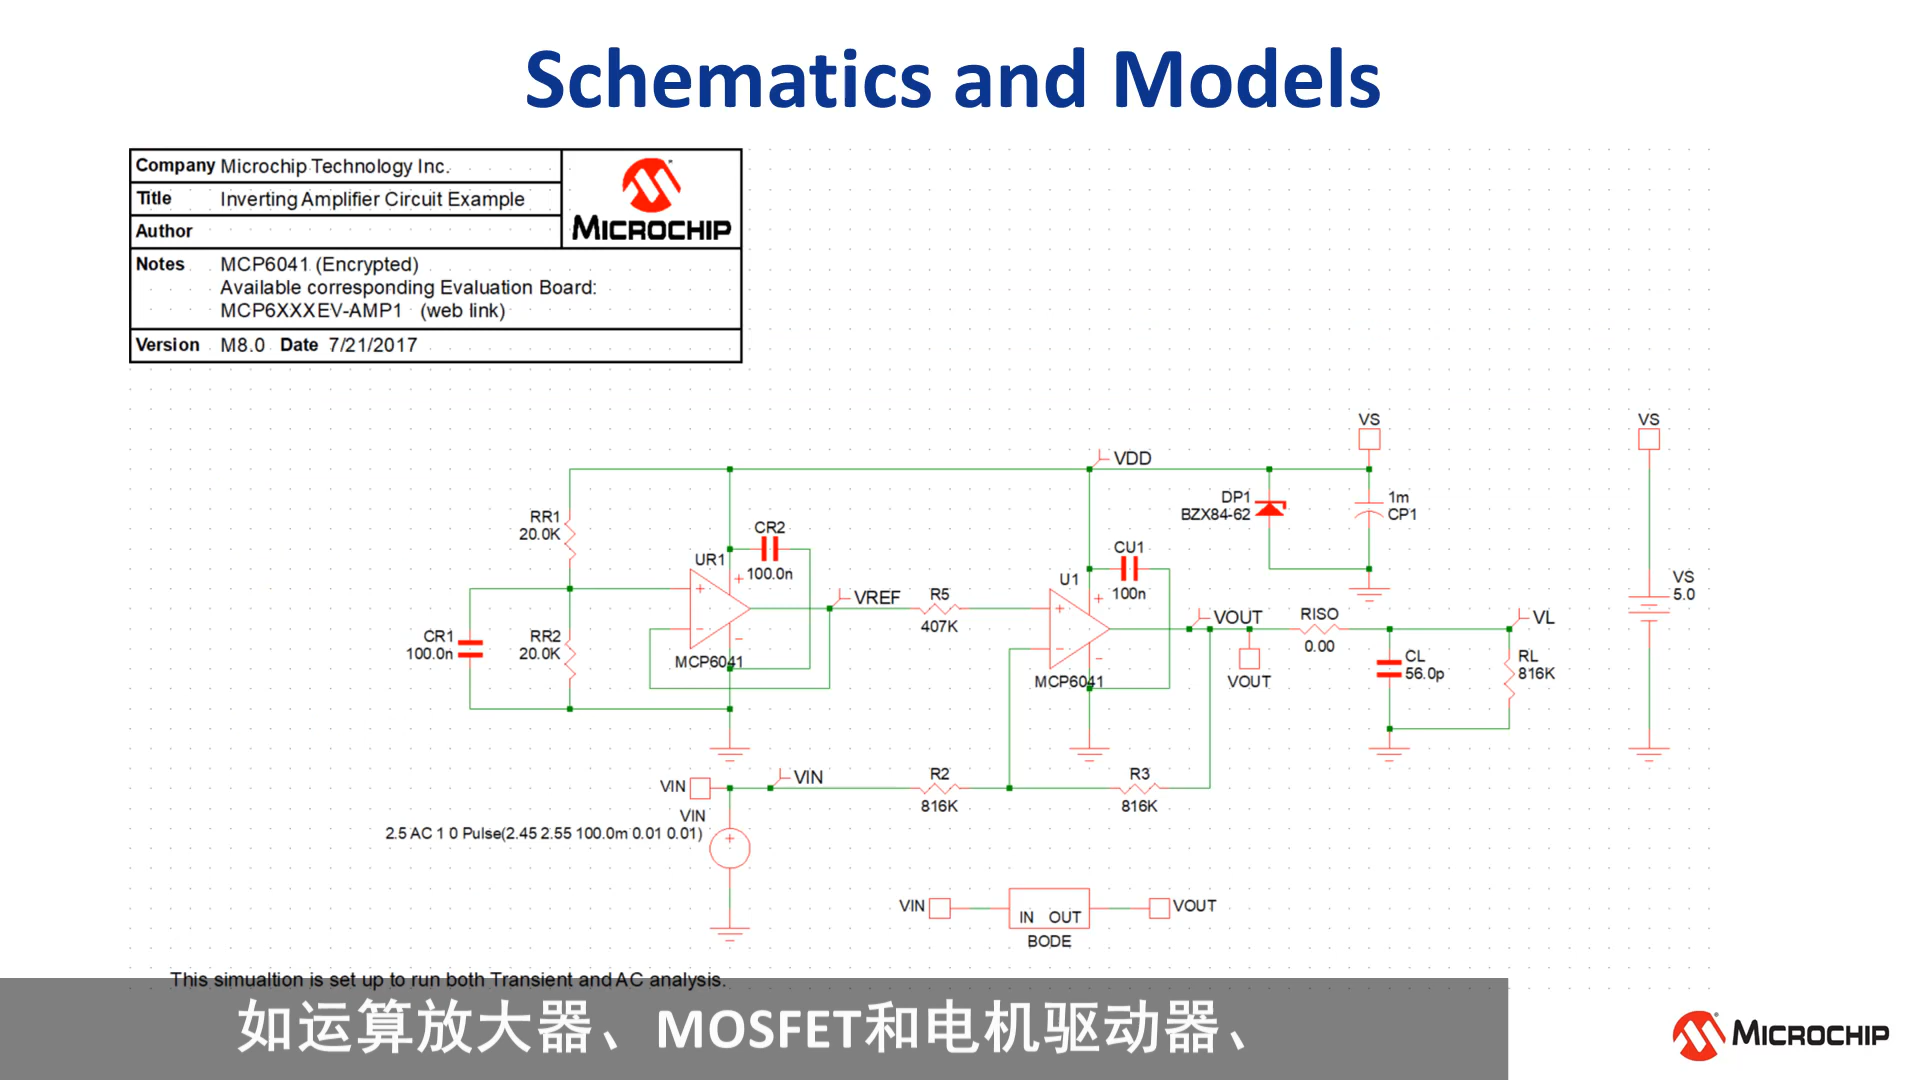 Schematics and Models
Company Microchip Technology Inc.
Title Inverting Amplifier Circuit Example
Author
MICROCHIP
Notes MCP6041 (Encrypted)
Available corresponding Evaluation Board:
MCP6XXXEV-AMP1 (web link)
Version M8.0 Date 7/21/2017
VS
VS
VDD
DP1
BZX84-62
1m
CP1
RR1
20.0K
CR2
100.0n
UR1
+
+
-
-
MCP6041
CU1
100n
U1
+
+
-
-
MCP6041
VREF
R5
407K
VOUT
VOUT
RISO
0.00
VL
VS
5.0
CR1
100.0n
RR2
20.0K
CL
56.0p
RL
816K
VIN
VIN
R2
816K
R3
816K
VIN
2.5 AC 1 0 Pulse(2.45 2.55 100.0m 0.01 0.01)
+
VIN
IN OUT
VOUT
BODE
This simualtion is set up to run both Transient and AC analysis.
如运算放大器、MOSFET和电机驱动器、
MICROCHIP